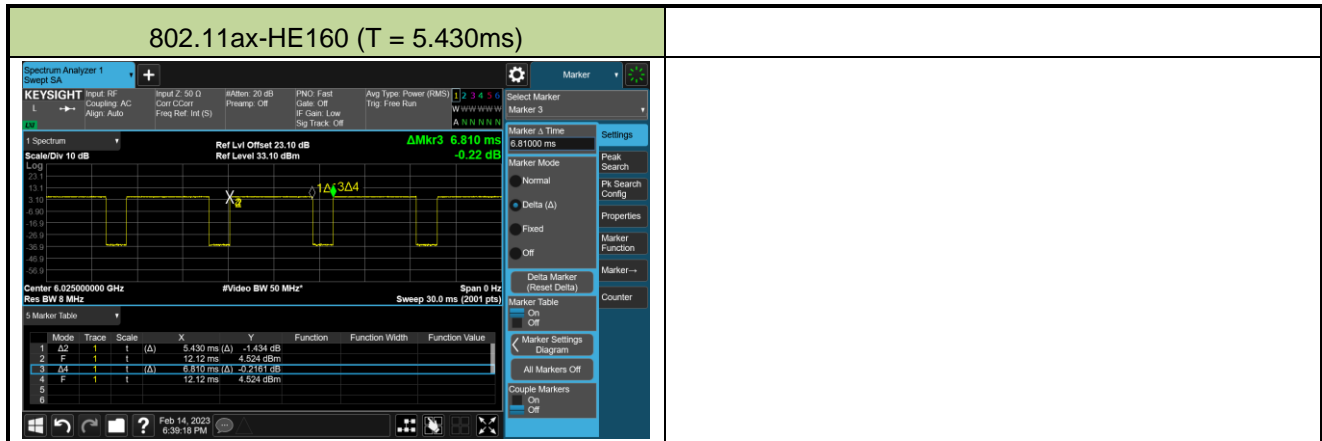 802.11ax-HE160 (T = 5.430ms)
Spectrum Analyzer 1
Swept SA
Marker
KEYSIGHT
Input: RF
Coupling: AC
Align: Auto
Input Z: 50 Ω
Corr CCorr
Freq Ref: Int (S)
#Atten: 20 dB
Preamp: Off
PNO: Fast
Gate: Off
IF Gain: Low
Sig Track: Off
Avg Type: Power (RMS)
Trig: Free Run
1 2 3 4 5 6
W W W W W W
A N N N N N
L
Select Marker
Marker 3
1 Spectrum
Scale/Div 10 dB
Ref Lvl Offset 23.10 dB
Ref Level 33.10 dBm
ΔMkr3 6.810 ms
-0.22 dB
Log
23.1
13.1
3.10
-6.90
-16.9
-26.9
-36.9
-46.9
-56.9
1Δ
3Δ4
Center 6.025000000 GHz
Res BW 8 MHz
#Video BW 50 MHz*
Span 0 Hz
Sweep 30.0 ms (2001 pts)
5 Marker Table
Mode Trace Scale X Y Function Function Width Function Value
1 Δ2 1 t (Δ) 5.430 ms (Δ) -1.434 dB
2 F 1 t 12.12 ms 4.524 dBm
3 Δ4 1 t (Δ) 6.810 ms (Δ) -0.2161 dB
4 F 1 t 12.12 ms 4.524 dBm
5
6
Marker Δ Time
6.81000 ms
Marker Mode
Normal
Delta (Δ)
Fixed
Off
Delta Marker
(Reset Delta)
Marker Table
On
Off
Marker Settings
Diagram
All Markers Off
Couple Markers
On
Off
Settings
Peak
Search
Pk Search
Config
Properties
Marker
Function
Marker→
Counter
Feb 14, 2023
6:39:18 PM